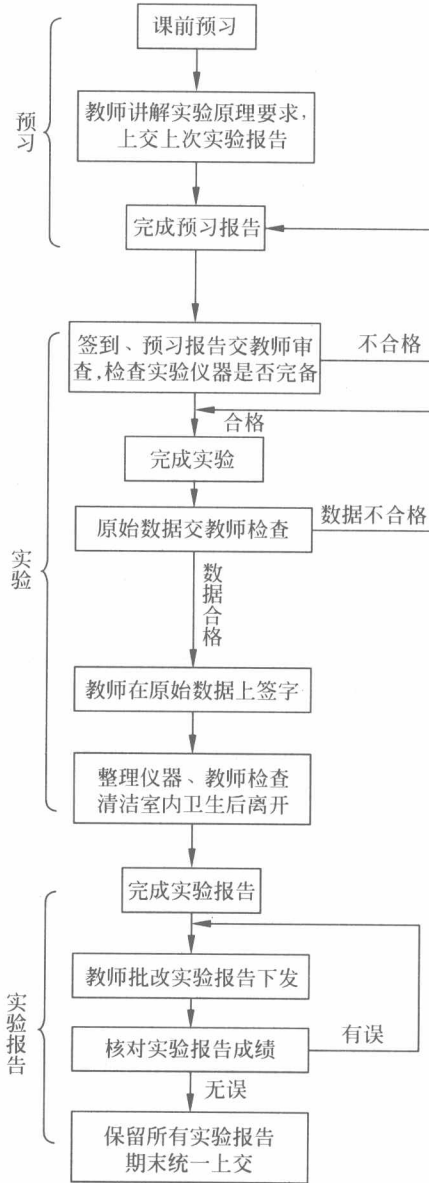 课前预习
预习
教师讲解实验原理要求，
上交上次实验报告
完成预习报告
签到、预习报告交教师审
查，检查实验仪器是否完备
不合格
合格
完成实验
原始数据交教师检查
数据不合格
实验
数据合格
教师在原始数据上签字
整理仪器、教师检查
清洁室内卫生后离开
完成实验报告
教师批改实验报告下发
实验报告
核对实验报告成绩
有误
无误
保留所有实验报告
期末统一上交